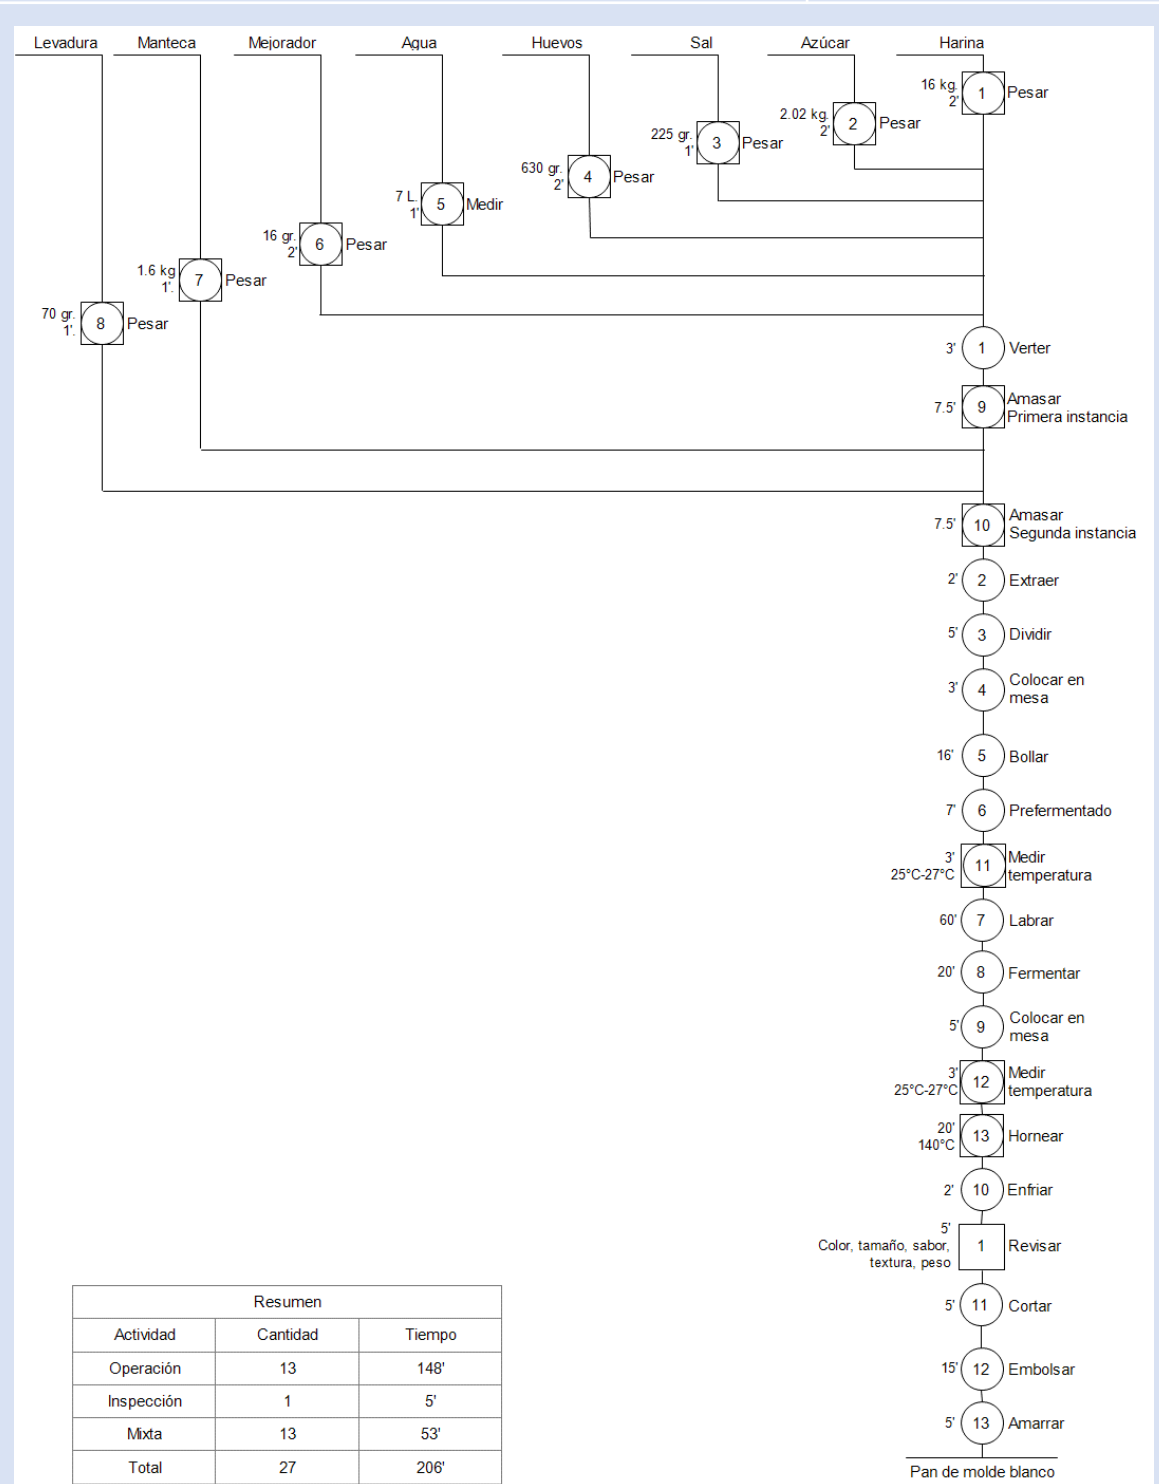 Levadura
Manteca
Mejorador
Agua
Huevos
Sal
Azúcar
Harina
16 kg.
2'
1
Pesar
2.02 kg.
2'
2
Pesar
225 gr.
1'
3
Pesar
630 gr.
2'
4
Pesar
7 L.
1'
5
Medir
16 gr.
2'
6
Pesar
1.6 kg
1'.
7
Pesar
70 gr.
1'.
8
Pesar
3'
1
Verter
7.5'
9
Amasar
Primera instancia
7.5'
10
Amasar
Segunda instancia
2'
2
Extraer
5'
3
Dividir
3'
4
Colocar en
mesa
16'
5
Bollar
7'
6
Prefermentado
3'
25°C-27°C
11
Medir
temperatura
60'
7
Labrar
20'
8
Fermentar
5'
9
Colocar en
mesa
3'
25°C-27°C
12
Medir
temperatura
20'
140°C
13
Hornear
2'
10
Enfriar
5'
Color, tamaño, sabor,
textura, peso
1
Revisar
5'
11
Cortar
15'
12
Embolsar
5'
13
Amarrar
Pan de molde blanco
Resumen
Actividad Cantidad Tiempo
Operación 13 148'
Inspección 1 5'
Mixta 13 53'
Total 27 206'